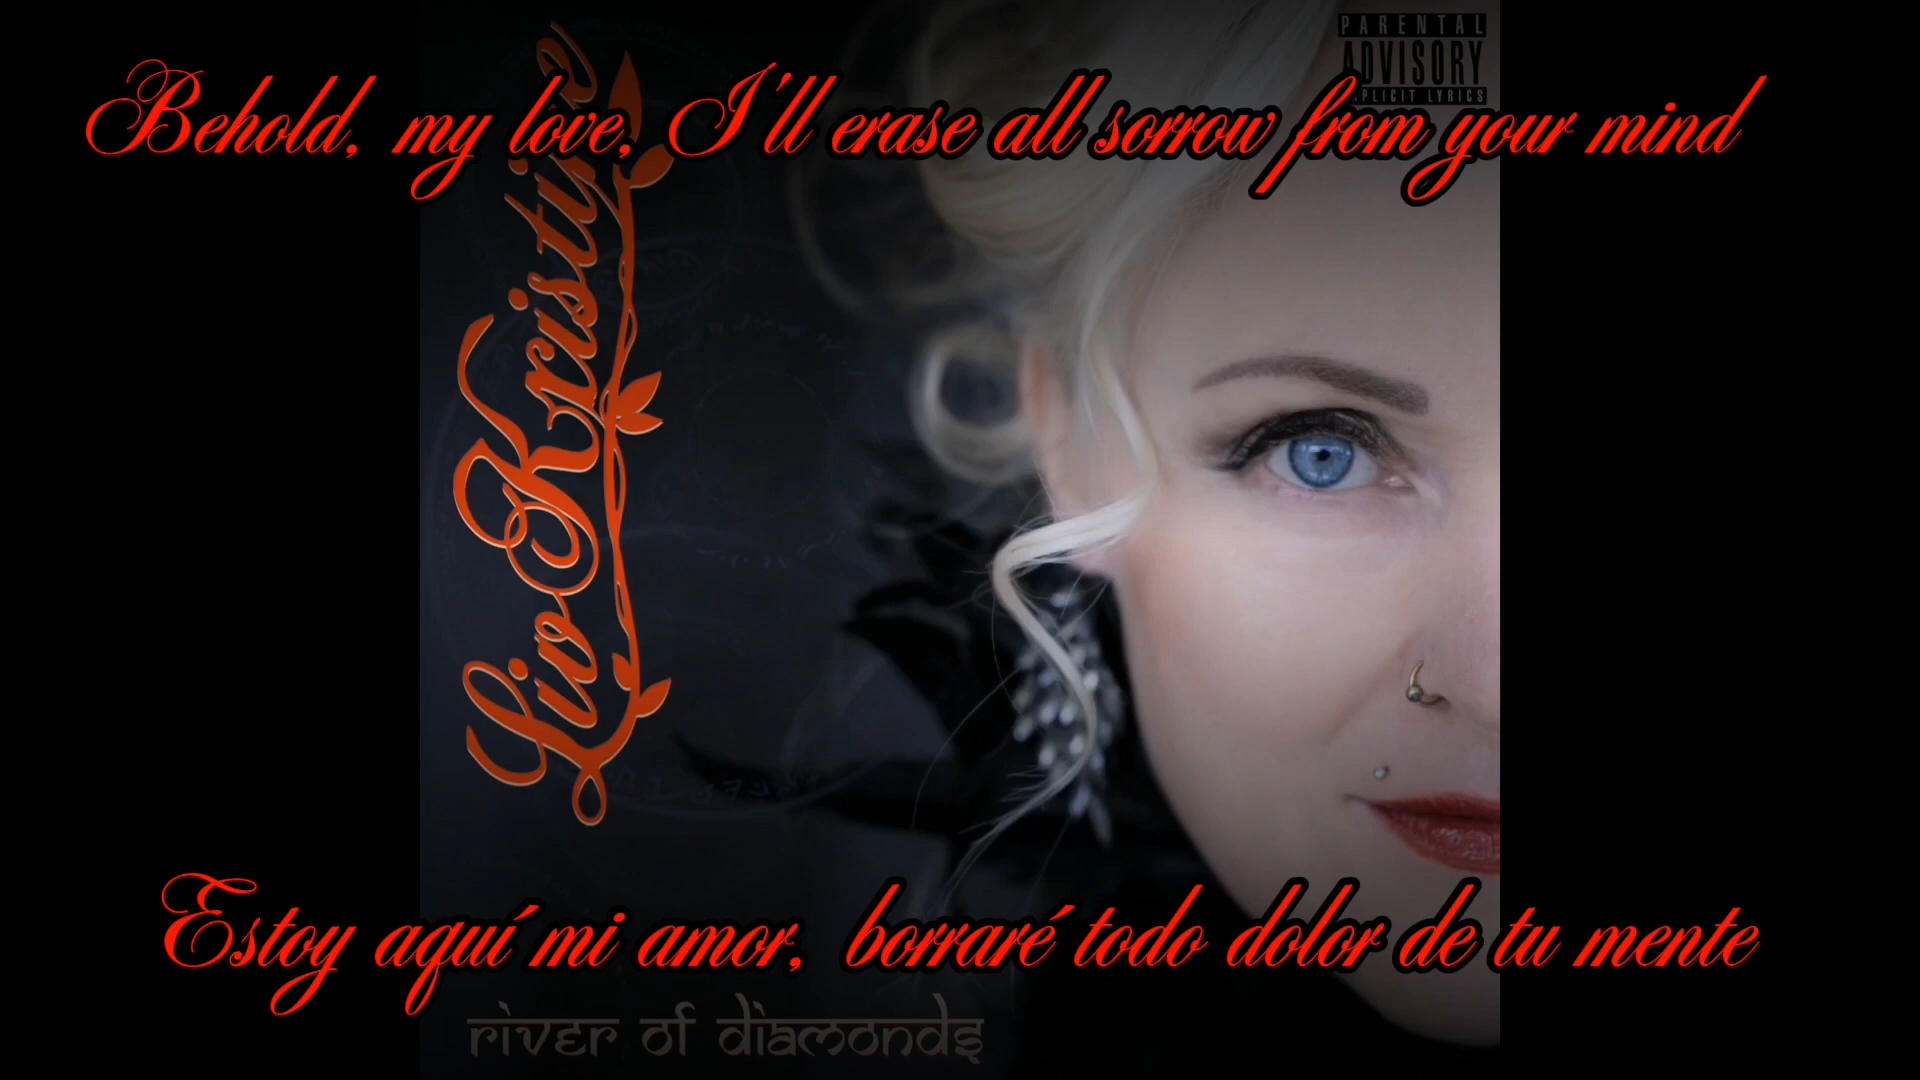 PARENTAL
ADVISORY
EXPLICIT LYRICS
Behold, my love, I'll erase all sorrow from your mind
Liv Kristine
Estoy aquí mi amor, borraré todo dolor de tu mente
river of diamonds